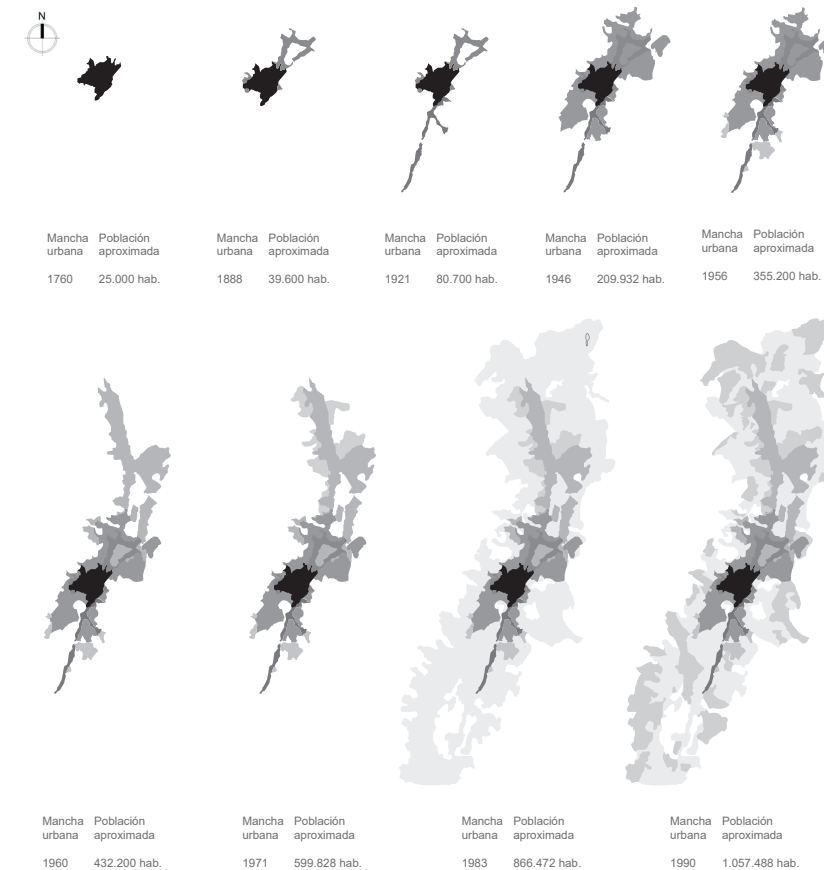 N
Mancha Población
urbana aproximada
1760 25.000 hab.
Mancha Población
urbana aproximada
1888 39.600 hab.
Mancha Población
urbana aproximada
1921 80.700 hab.
Mancha Población
urbana aproximada
1946 209.932 hab.
Mancha Población
urbana aproximada
1956 355.200 hab.
Mancha Población
urbana aproximada
1960 432.200 hab.
Mancha Población
urbana aproximada
1971 599.828 hab.
Mancha Población
urbana aproximada
1983 866.472 hab.
Mancha Población
urbana aproximada
1990 1.057.488 hab.